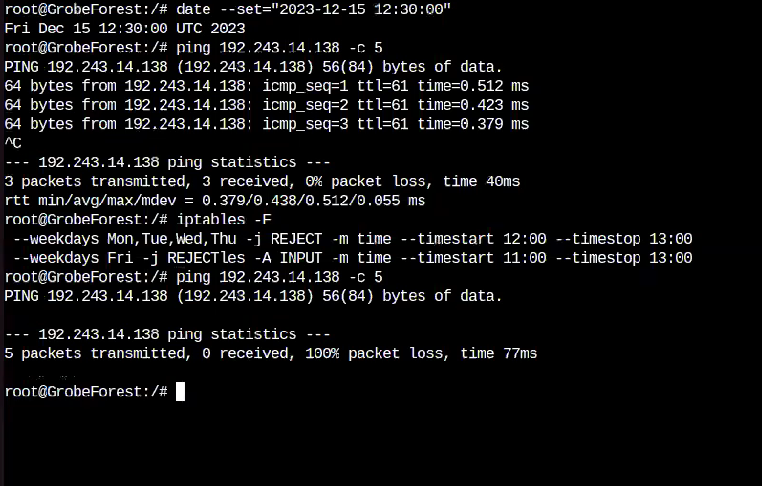 root@GrobeForest:/# date --set="2023-12-15 12:30:00"
Fri Dec 15 12:30:00 UTC 2023
root@GrobeForest:/# ping 192.243.14.138 -c 5
PING 192.243.14.138 (192.243.14.138) 56(84) bytes of data.
64 bytes from 192.243.14.138: icmp_seq=1 ttl=61 time=0.512 ms
64 bytes from 192.243.14.138: icmp_seq=2 ttl=61 time=0.423 ms
64 bytes from 192.243.14.138: icmp_seq=3 ttl=61 time=0.379 ms
^C
--- 192.243.14.138 ping statistics ---
3 packets transmitted, 3 received, 0% packet loss, time 40ms
rtt min/avg/max/mdev = 0.379/0.438/0.512/0.055 ms
root@GrobeForest:/# iptables -F
--weekdays Mon,Tue,Wed,Thu -j REJECT -m time --timestart 12:00 --timestop 13:00
--weekdays Fri -j REJECTles -A INPUT -m time --timestart 11:00 --timestop 13:00
root@GrobeForest:/# ping 192.243.14.138 -c 5
PING 192.243.14.138 (192.243.14.138) 56(84) bytes of data.
--- 192.243.14.138 ping statistics ---
5 packets transmitted, 0 received, 100% packet loss, time 77ms
root@GrobeForest:/#